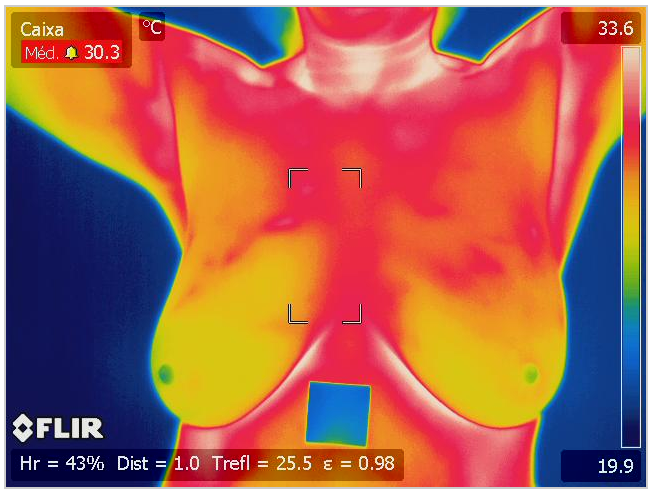 Caixa
°C
33.6
Méd. 30.3
FLIR
Hr = 43% Dist = 1.0 Trefl = 25.5 ε = 0.98
19.9